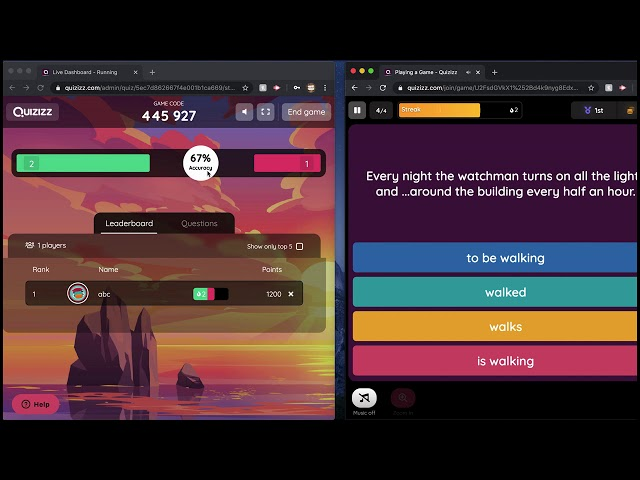 Live Dashboard - Running
quizizz.com/admin/quiz/5ec7d862667f4e001b1ca669/st...
QUIZIZZ
GAME CODE
445 927
End game
2
67%
Accuracy
1
Leaderboard
Questions
1 players
Show only top 5
Rank
Name
Points
1
abc
2
1200
Help
Playing a Game - Quizizz
quizizz.com/join/game/U2FsdGVkX1%252Bd4k9nyg8Edx...
4/4
Streak
2
1st
Every night the watchman turns on all the light
and ...around the building every half an hour.
to be walking
walked
walks
is walking
Music off
Zoom in